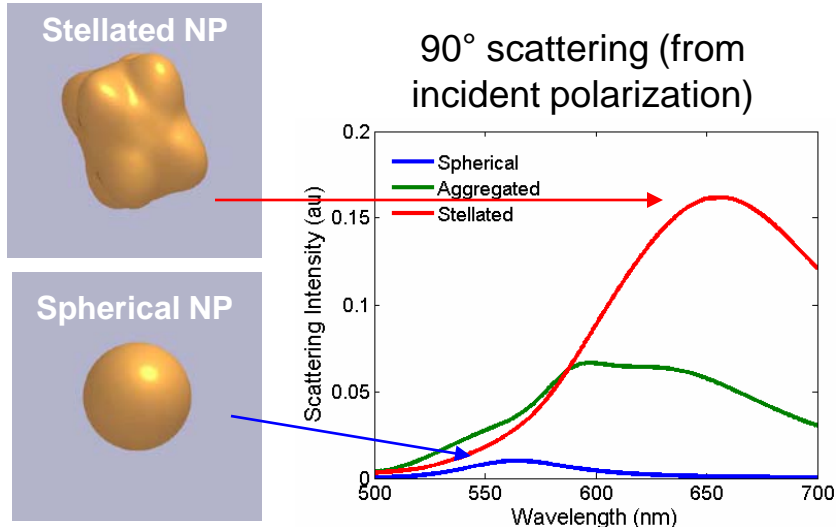 Stellated NP
90° scattering (from
incident polarization)
Spherical NP
Scattering Intensity (au)
0.2
0.15
0.1
0.05
0
Spherical
Aggregated
Stellated
500
550
600
650
700
Wavelength (nm)